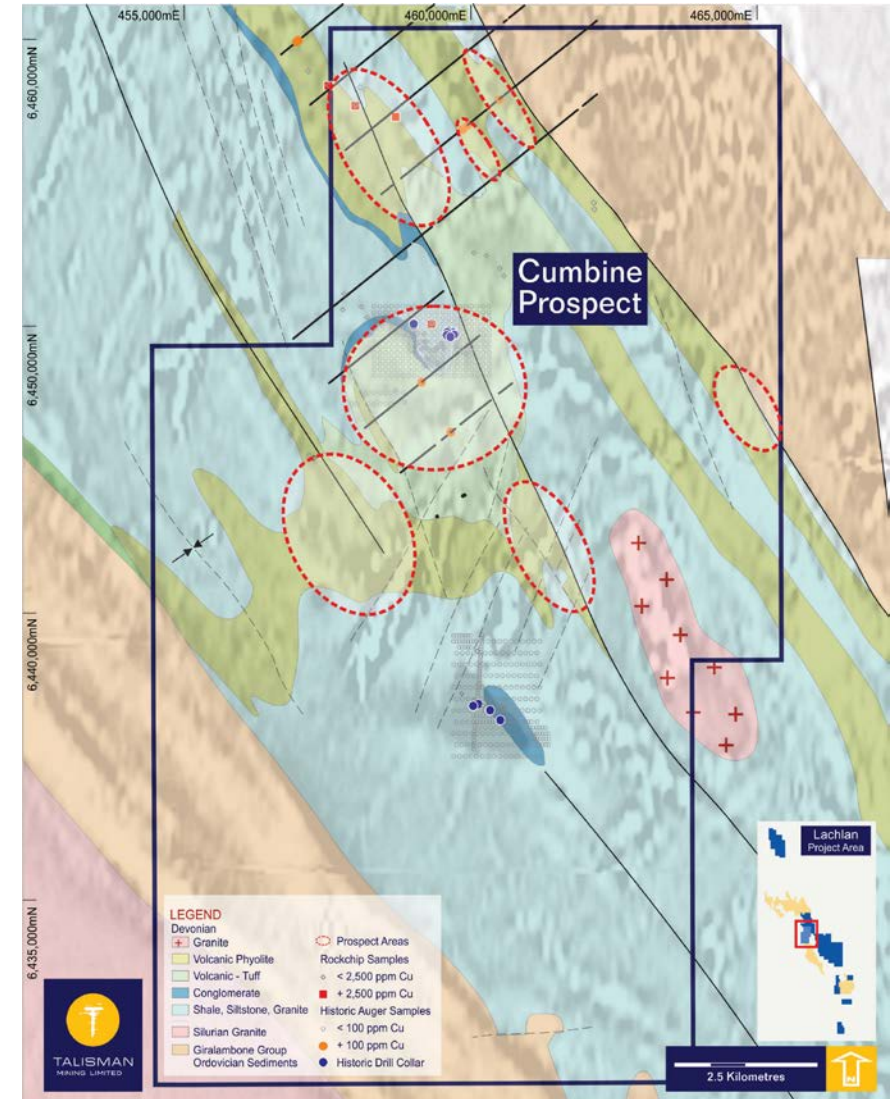 455,000mE
460,000mE
465,000mE
6,460,000mN
6,450,000mN
6,440,000mN
6,435,000mN
Cumbine
Prospect
LEGEND
Devonian
Granite
Volcanic Phyolite
Volcanic - Tuff
Conglomerate
Shale, Siltstone, Granite
Silurian Granite
Giralambone Group
Ordovician Sediments
Prospect Areas
Rockchip Samples
< 2,500 ppm Cu
+ 2,500 ppm Cu
Historic Auger Samples
< 100 ppm Cu
+ 100 ppm Cu
Historic Drill Collar
Lachlan
Project Area
TALISMAN
MINING LIMITED
2.5 Kilometres
N